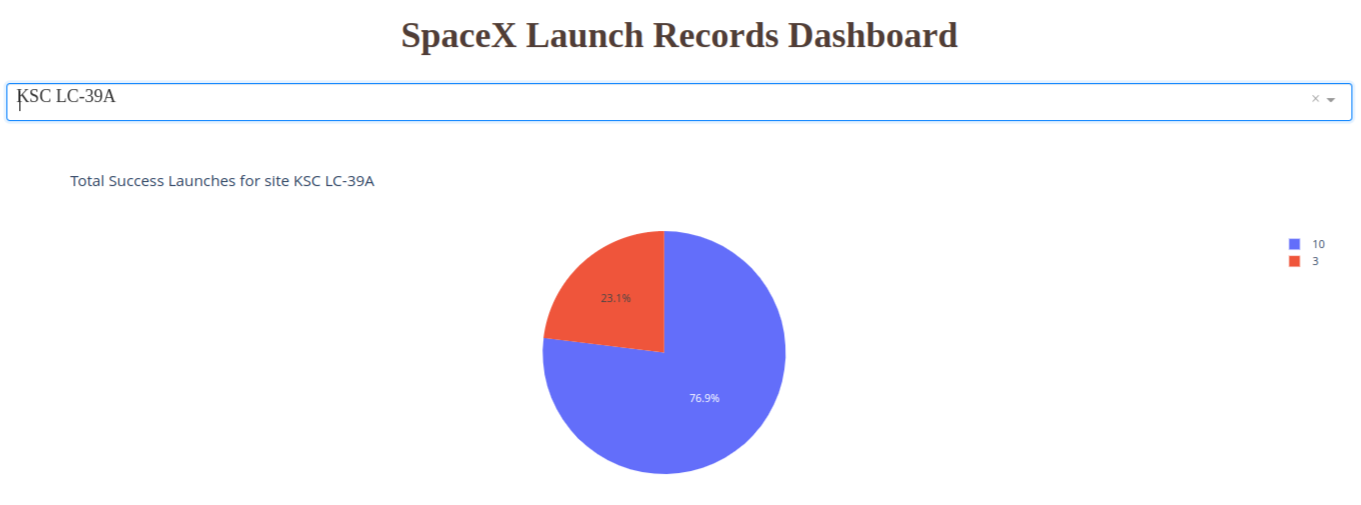 SpaceX Launch Records Dashboard
KSC LC-39A
× 
Total Success Launches for site KSC LC-39A
10
3
23.1%
76.9%